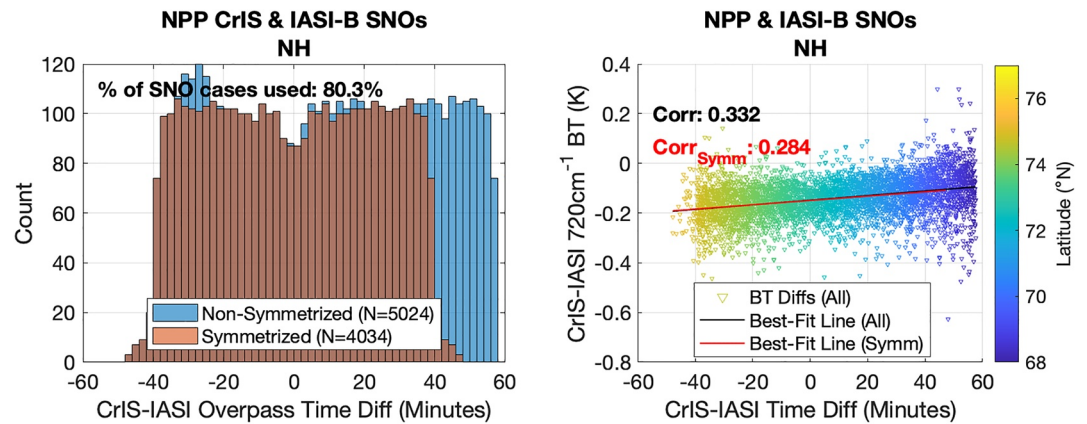 NPP CrIS & IASI-B SNOs
NH
% of SNO cases used: 80.3%
120
100
80
60
40
20
0
Count
Non-Symmetrized (N=5024)
Symmetrized (N=4034)
-60
-40
-20
0
20
40
60
CrIS-IASI Overpass Time Diff (Minutes)
NPP & IASI-B SNOs
NH
0.4
0.2
0
-0.2
-0.4
-0.6
-0.8
CrIS-IASI 720cm⁻¹ BT (K)
Corr: 0.332
Corr_Symm: 0.284
BT Diffs (All)
Best-Fit Line (All)
Best-Fit Line (Symm)
-60
-40
-20
0
20
40
60
CrIS-IASI Time Diff (Minutes)
76
74
72
70
68
Latitude (°N)